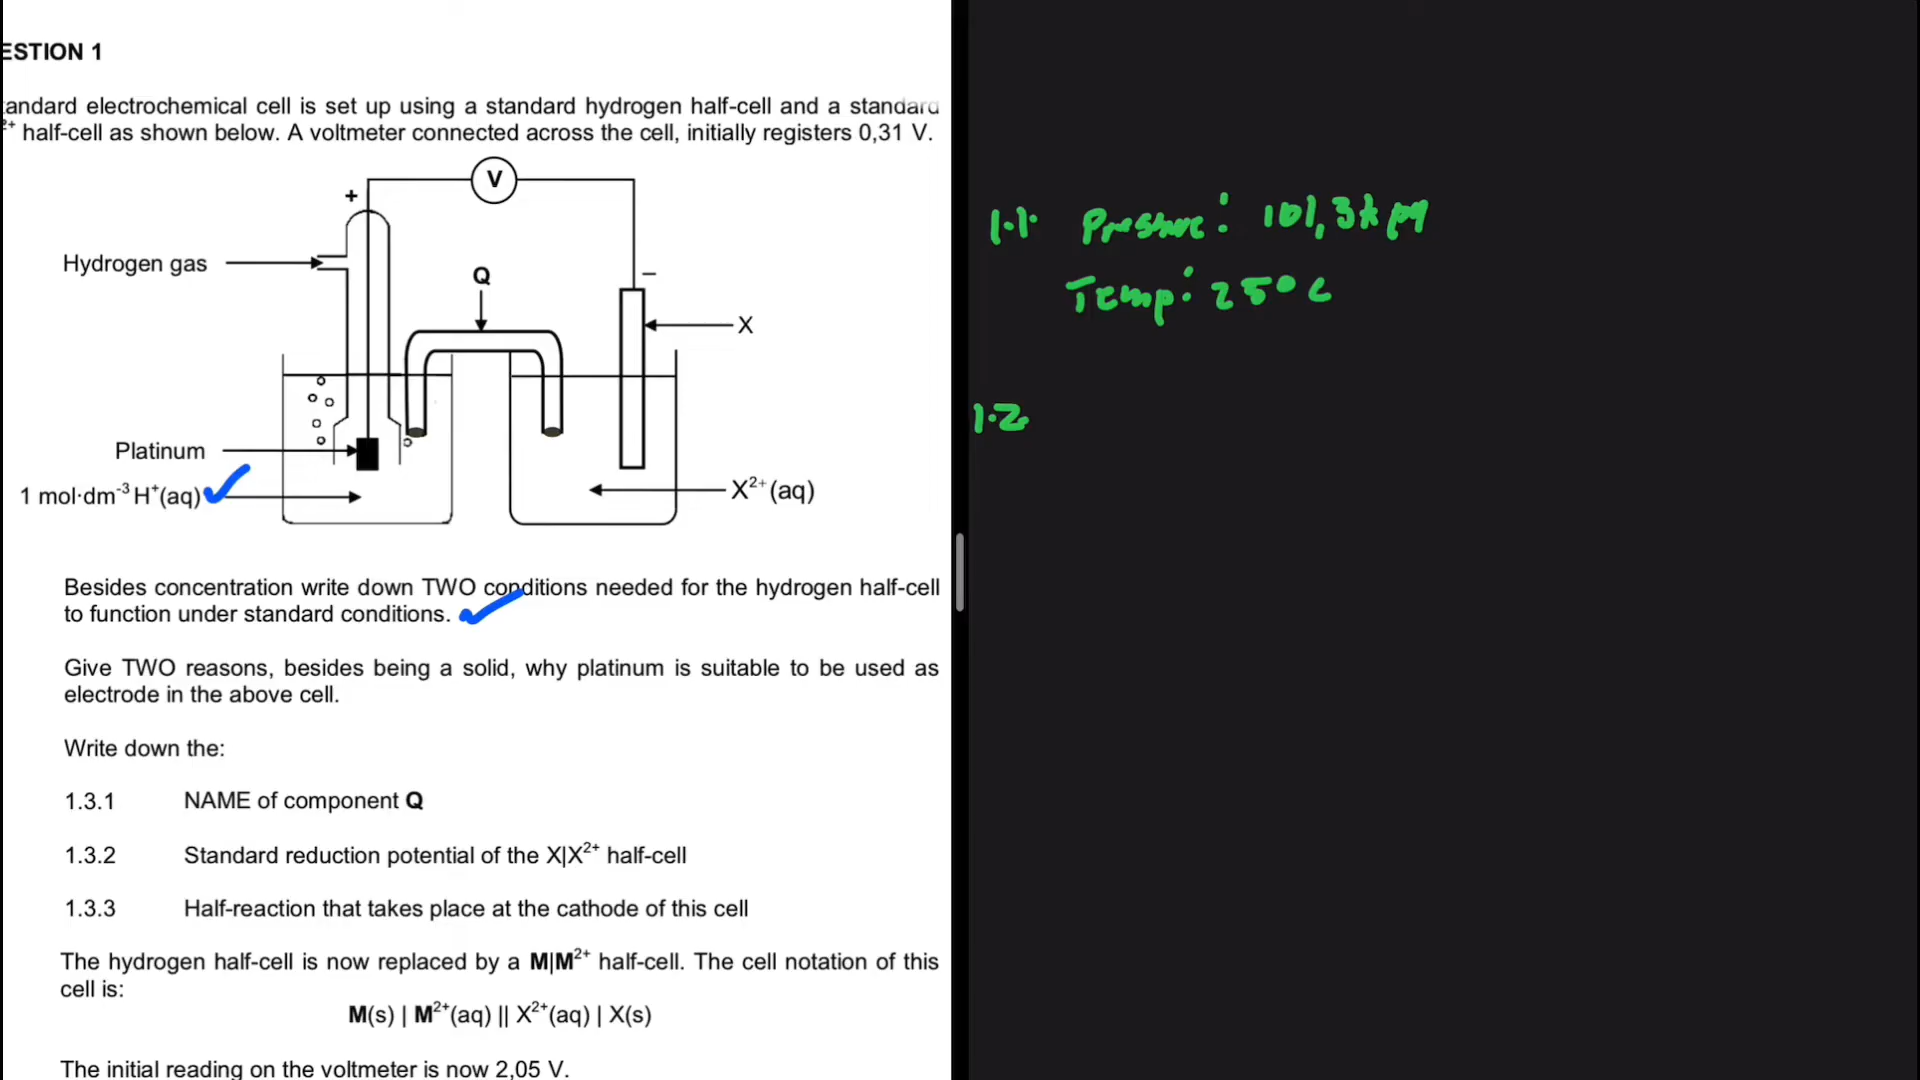 ESTION 1
andard electrochemical cell is set up using a standard hydrogen half-cell and a standard
2+ half-cell as shown below. A voltmeter connected across the cell, initially registers 0,31 V.
V
+
Hydrogen gas
Q
–
X
Platinum
1 mol·dm⁻³ H⁺(aq)
X²⁺ (aq)
Besides concentration write down TWO conditions needed for the hydrogen half-cell
to function under standard conditions.
Give TWO reasons, besides being a solid, why platinum is suitable to be used as
electrode in the above cell.
Write down the:
1.3.1 NAME of component Q
1.3.2 Standard reduction potential of the X|X²⁺ half-cell
1.3.3 Half-reaction that takes place at the cathode of this cell
The hydrogen half-cell is now replaced by a M|M²⁺ half-cell. The cell notation of this
cell is:
M(s) | M²⁺(aq) || X²⁺(aq) | X(s)
The initial reading on the voltmeter is now 2,05 V.
1.1. Pressure: 101,3k pa
Temp: 25° C
1.2.